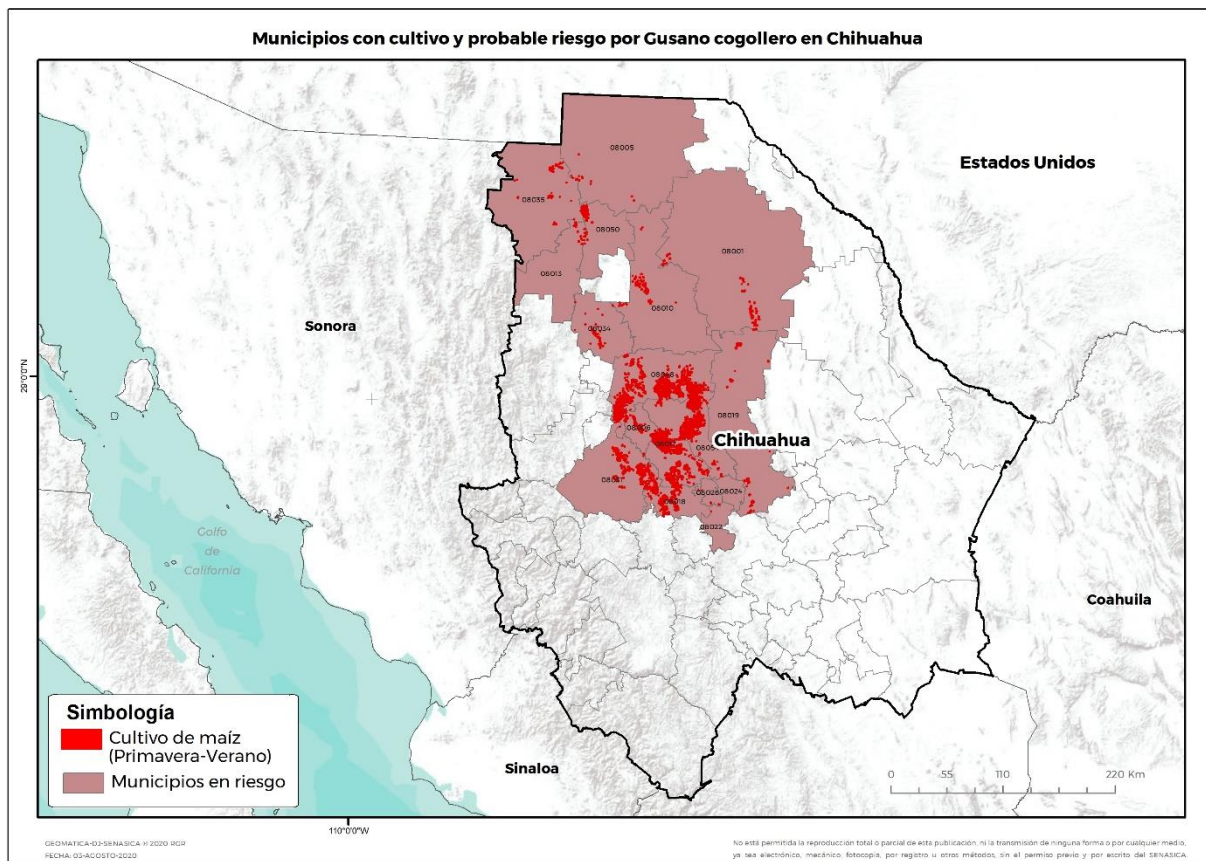 Municipios con cultivo y probable riesgo por Gusano cogollero en Chihuahua
Estados Unidos
08005
08035
08050
08001
08013
08010
Sonora
08034
29°0'0"N
08019
Chihuahua
08024
08022
Golfo
de
California
Coahuila
Sinaloa
Simbología
Cultivo de maíz
(Primavera-Verano)
Municipios en riesgo
0 55 110 220 Km
110°0'0"W
FECHA: 03-AGOSTO-2020
No está permitida la reproducción total o parcial de esta publicación, ni la transmisión de ninguna forma o por cualquier medio,
ya sea electrónico, mecánico, fotocopia, por registro u otros métodos, sin el permiso previo y por escrito del SENASICA.